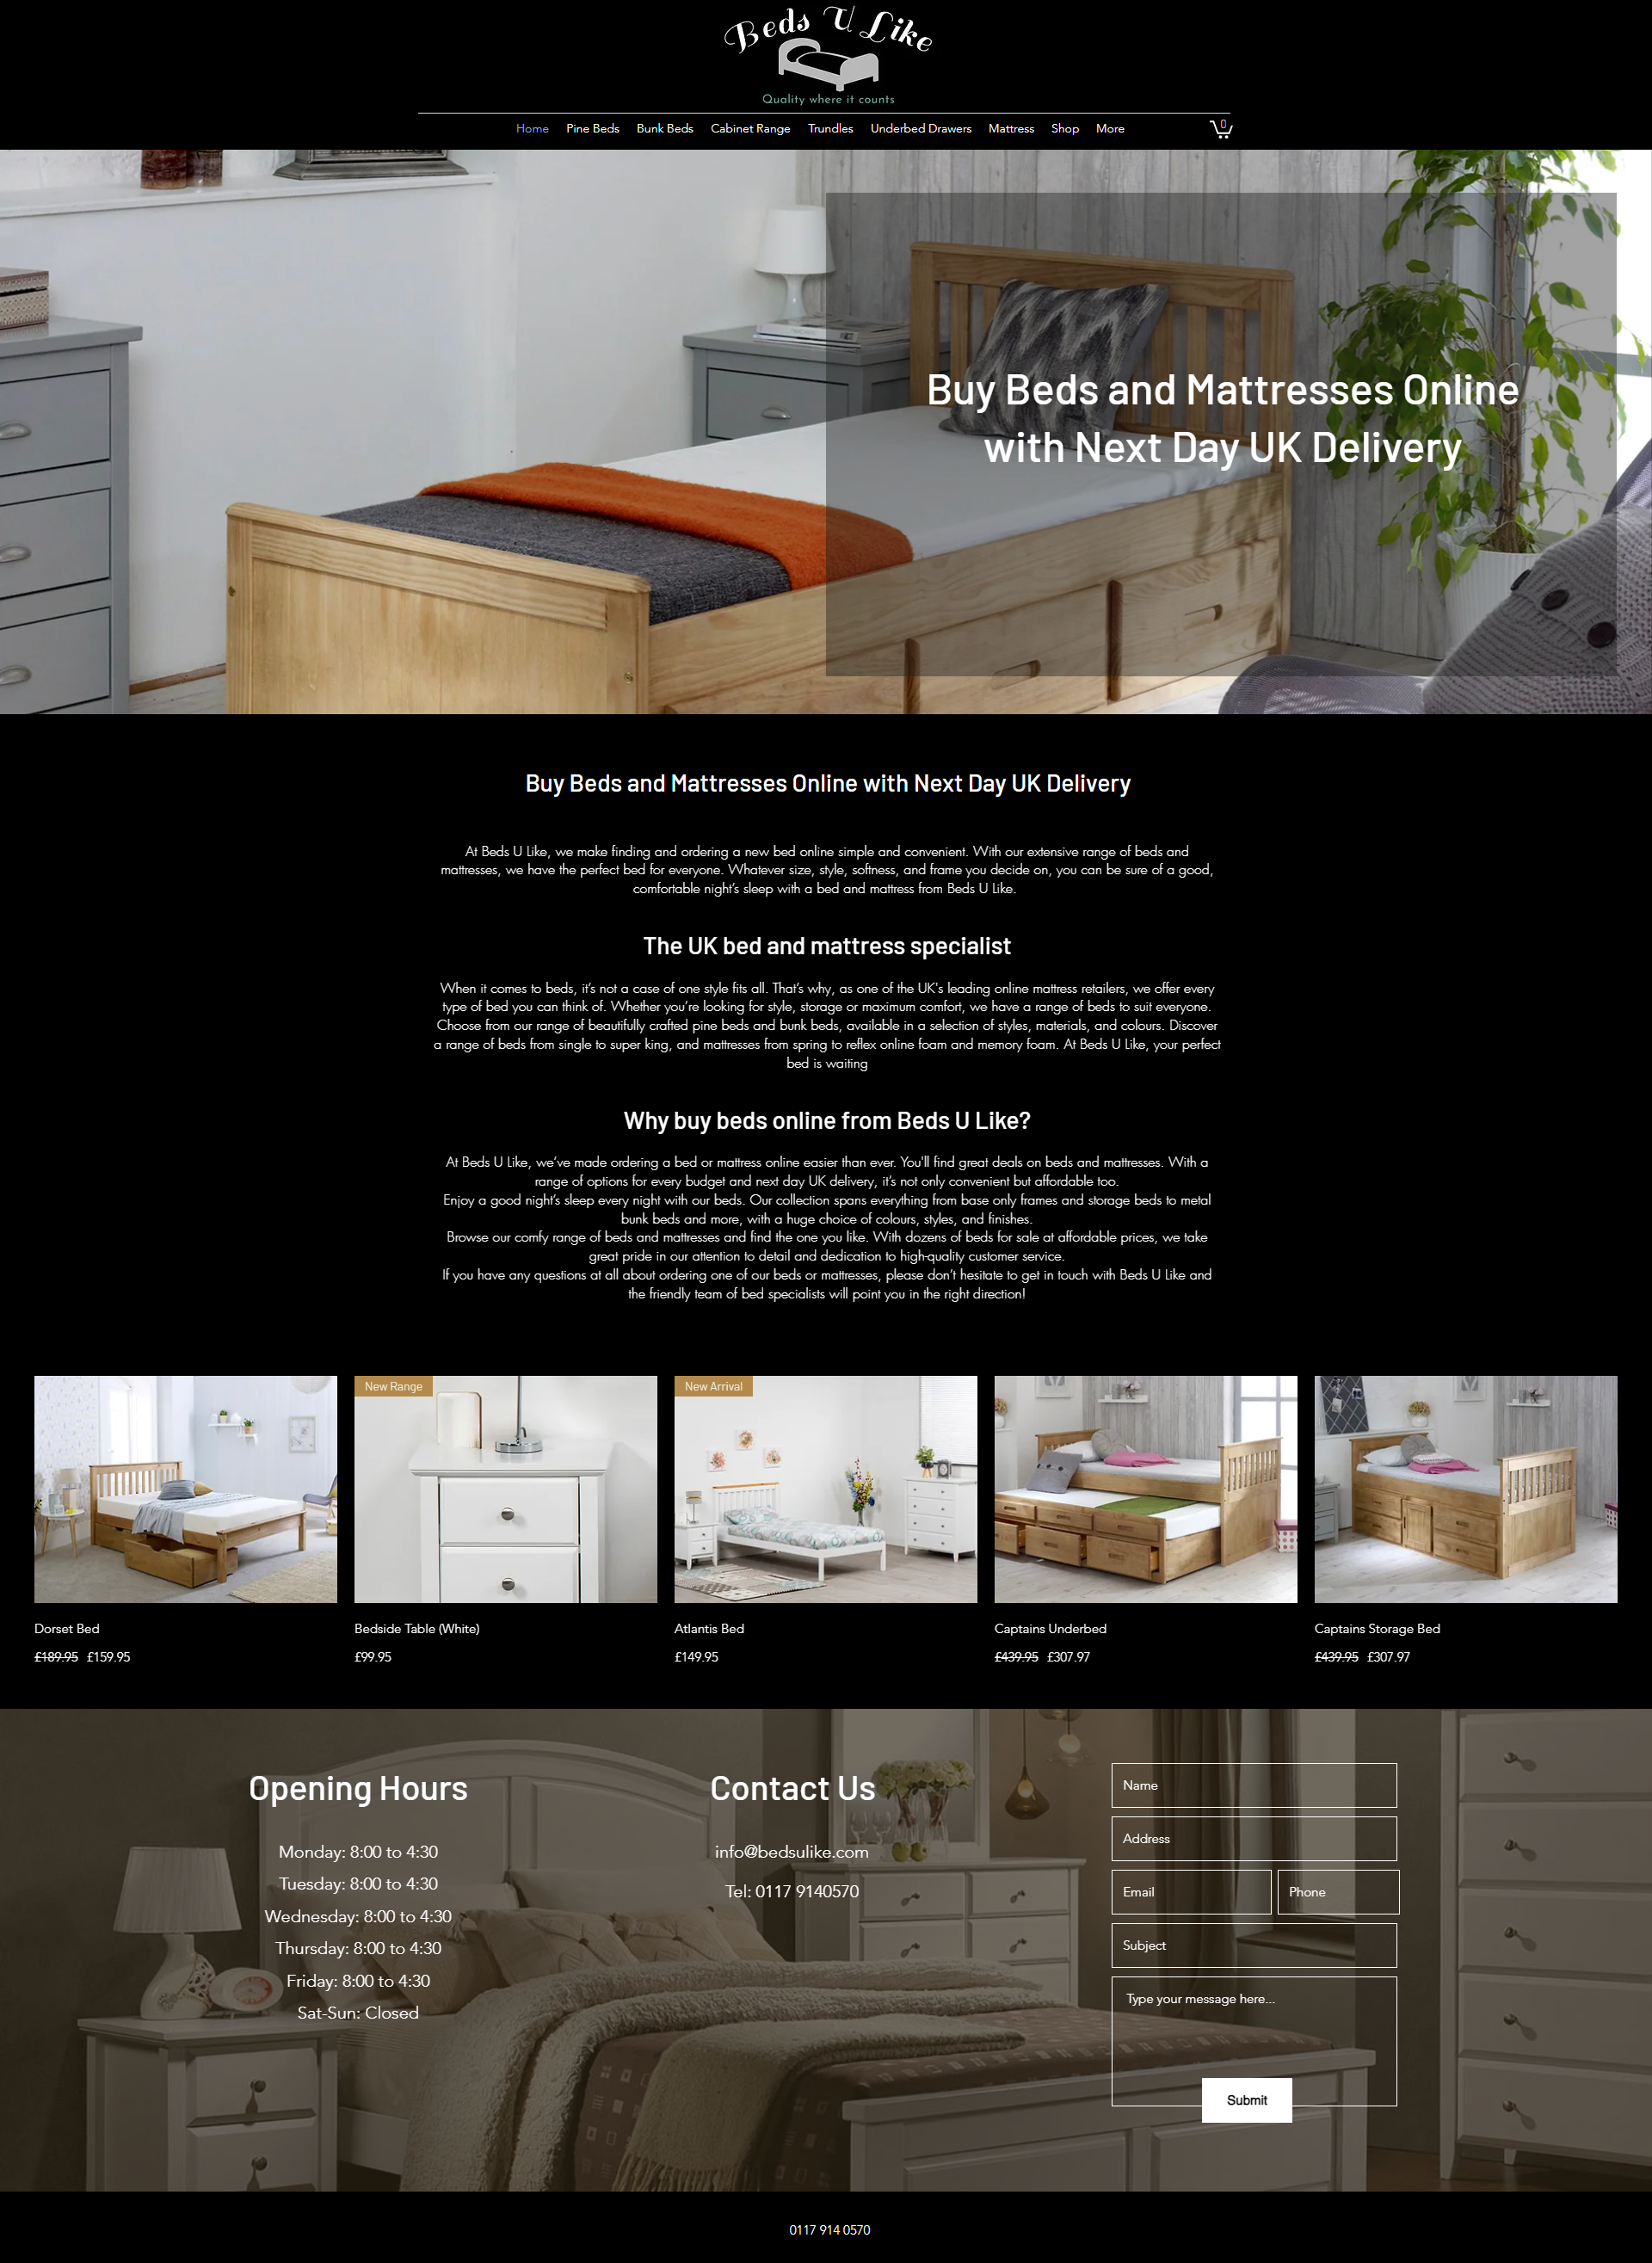 Beds U Like
Quality where it counts
Home Pine Beds Bunk Beds Cabinet Range Trundles Underbed Drawers Mattress Shop More 0
Buy Beds and Mattresses Online
with Next Day UK Delivery
Buy Beds and Mattresses Online with Next Day UK Delivery
At Beds U Like, we make finding and ordering a new bed online simple and convenient. With our extensive range of beds and
mattresses, we have the perfect bed for everyone. Whatever size, style, softness, and frame you decide on, you can be sure of a good,
comfortable night’s sleep with a bed and mattress from Beds U Like.
The UK bed and mattress specialist
When it comes to beds, it’s not a case of one style fits all. That’s why, as one of the UK's leading online mattress retailers, we offer every
type of bed you can think of. Whether you’re looking for style, storage or maximum comfort, we have a range of beds to suit everyone.
Choose from our range of beautifully crafted pine beds and bunk beds, available in a selection of styles, materials, and colours. Discover
a range of beds from single to super king, and mattresses from spring to reflex online foam and memory foam. At Beds U Like, your perfect
bed is waiting
Why buy beds online from Beds U Like?
At Beds U Like, we’ve made ordering a bed or mattress online easier than ever. You'll find great deals on beds and mattresses. With a
range of options for every budget and next day UK delivery, it’s not only convenient but affordable too.
Enjoy a good night’s sleep every night with our beds. Our collection spans everything from base only frames and storage beds to metal
bunk beds and more, with a huge choice of colours, styles, and finishes.
Browse our comfy range of beds and mattresses and find the one you like. With dozens of beds for sale at affordable prices, we take
great pride in our attention to detail and dedication to high-quality customer service.
If you have any questions at all about ordering one of our beds or mattresses, please don’t hesitate to get in touch with Beds U Like and
the friendly team of bed specialists will point you in the right direction!
New Range
New Arrival
Dorset Bed
£189.95 £159.95
Bedside Table (White)
£99.95
Atlantis Bed
£149.95
Captains Underbed
£439.95 £307.97
Captains Storage Bed
£439.95 £307.97
Opening Hours
Monday: 8:00 to 4:30
Tuesday: 8:00 to 4:30
Wednesday: 8:00 to 4:30
Thursday: 8:00 to 4:30
Friday: 8:00 to 4:30
Sat-Sun: Closed
Contact Us
info@bedsulike.com
Tel: 0117 9140570
Name
Address
Email Phone
Subject
Type your message here...
Submit
0117 914 0570